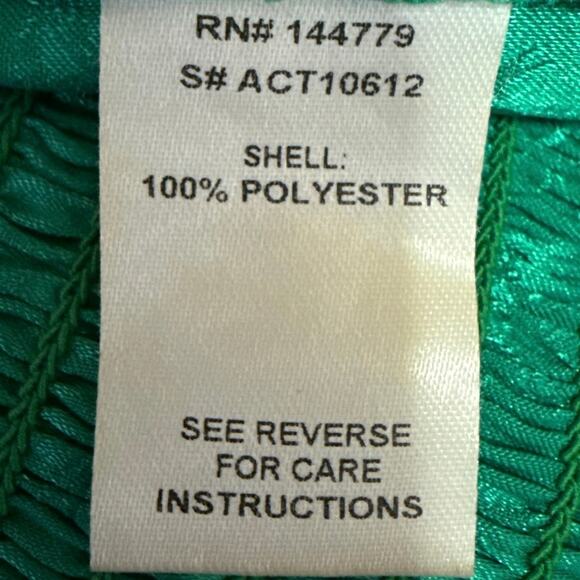 RN# 144779
S# ACT10612
SHELL:
100% POLYESTER
SEE REVERSE
FOR CARE
INSTRUCTIONS